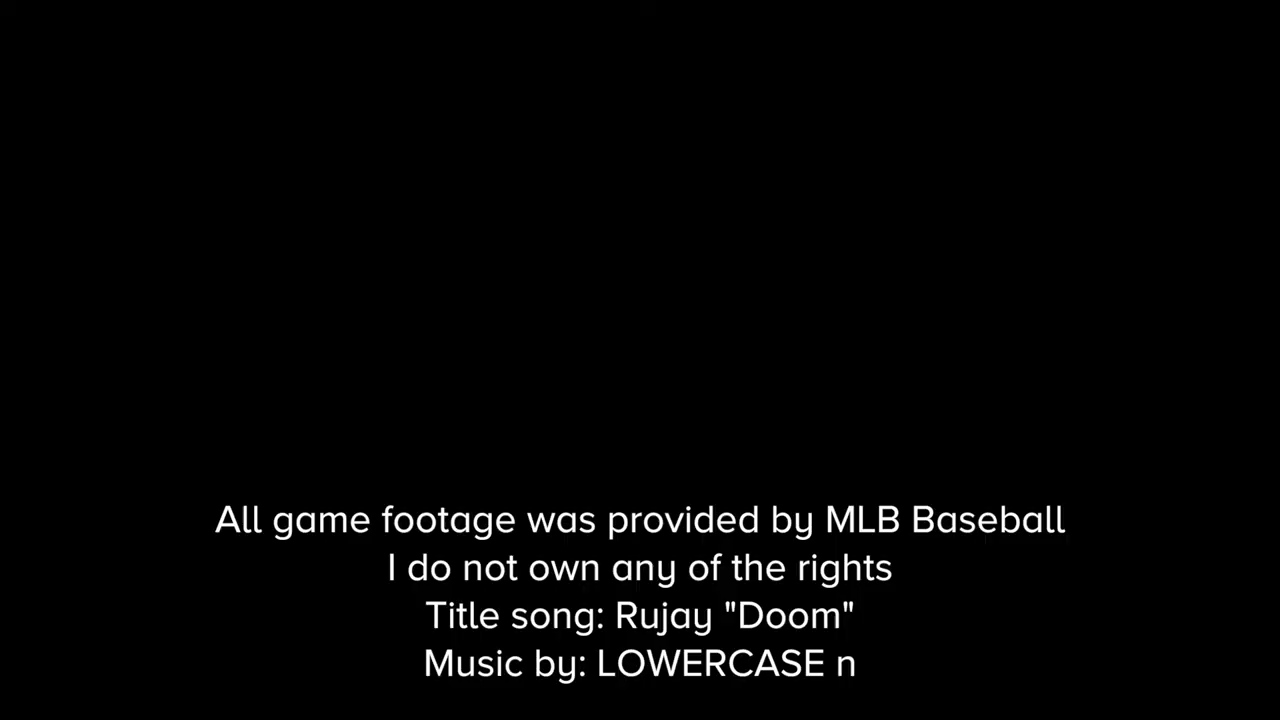 All game footage was provided by MLB Baseball
I do not own any of the rights
Title song: Rujay "Doom"
Music by: LOWERCASE n